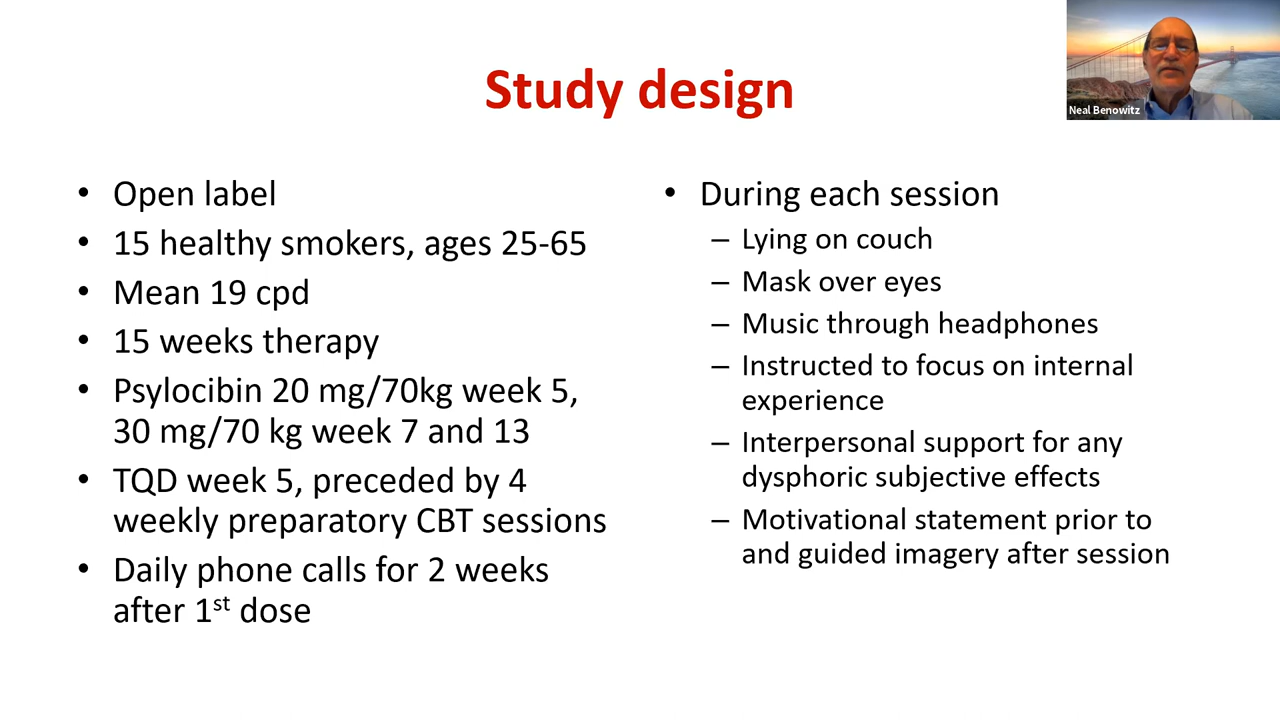 Study design
Neal Benowitz
• Open label
• 15 healthy smokers, ages 25-65
• Mean 19 cpd
• 15 weeks therapy
• Psylocibin 20 mg/70kg week 5,
30 mg/70 kg week 7 and 13
• TQD week 5, preceded by 4
weekly preparatory CBT sessions
• Daily phone calls for 2 weeks
after 1st dose
• During each session
– Lying on couch
– Mask over eyes
– Music through headphones
– Instructed to focus on internal
experience
– Interpersonal support for any
dysphoric subjective effects
– Motivational statement prior to
and guided imagery after session